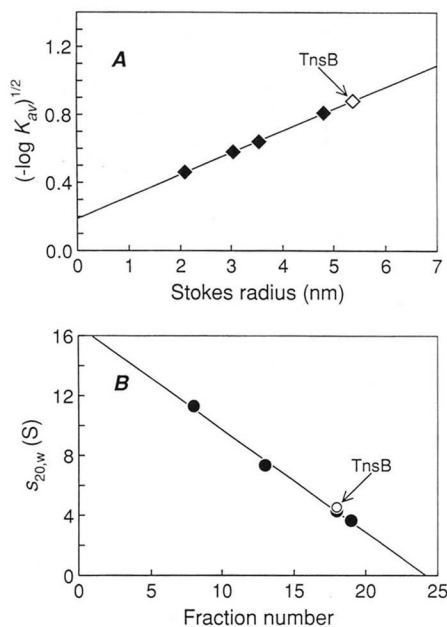 A
TnsB
(-log Kav)1/2
1.2
0.8
0.4
0.0
0 1 2 3 4 5 6 7
Stokes radius (nm)
B
TnsB
s20,w (S)
16
12
8
4
0
0 5 10 15 20 25
Fraction number